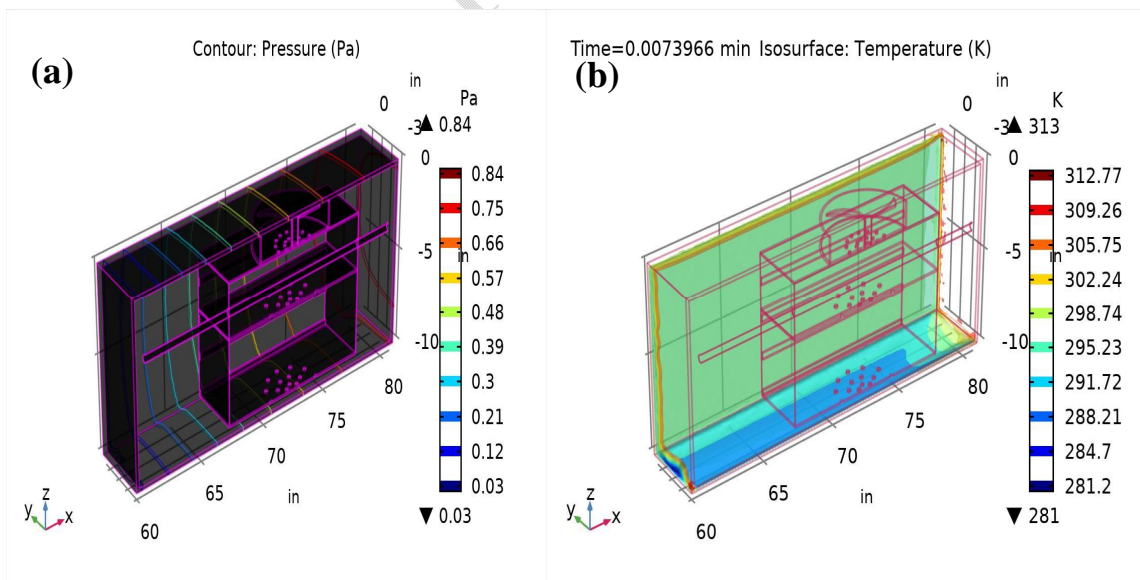 Contour: Pressure (Pa)
(a)
in
0
-3
Pa
▲ 0.84
0
0.84
0.75
0.66
0.57
0.48
0.39
0.3
0.21
0.12
0.03
▼ 0.03
-5
in
-10
80
75
70
65
in
60
z
y
x
Time=0.0073966 min Isosurface: Temperature (K)
(b)
in
0
-3
K
▲ 313
0
312.77
309.26
305.75
302.24
298.74
295.23
291.72
288.21
284.7
281.2
▼ 281
-5
in
-10
80
75
70
65
in
60
z
y
x